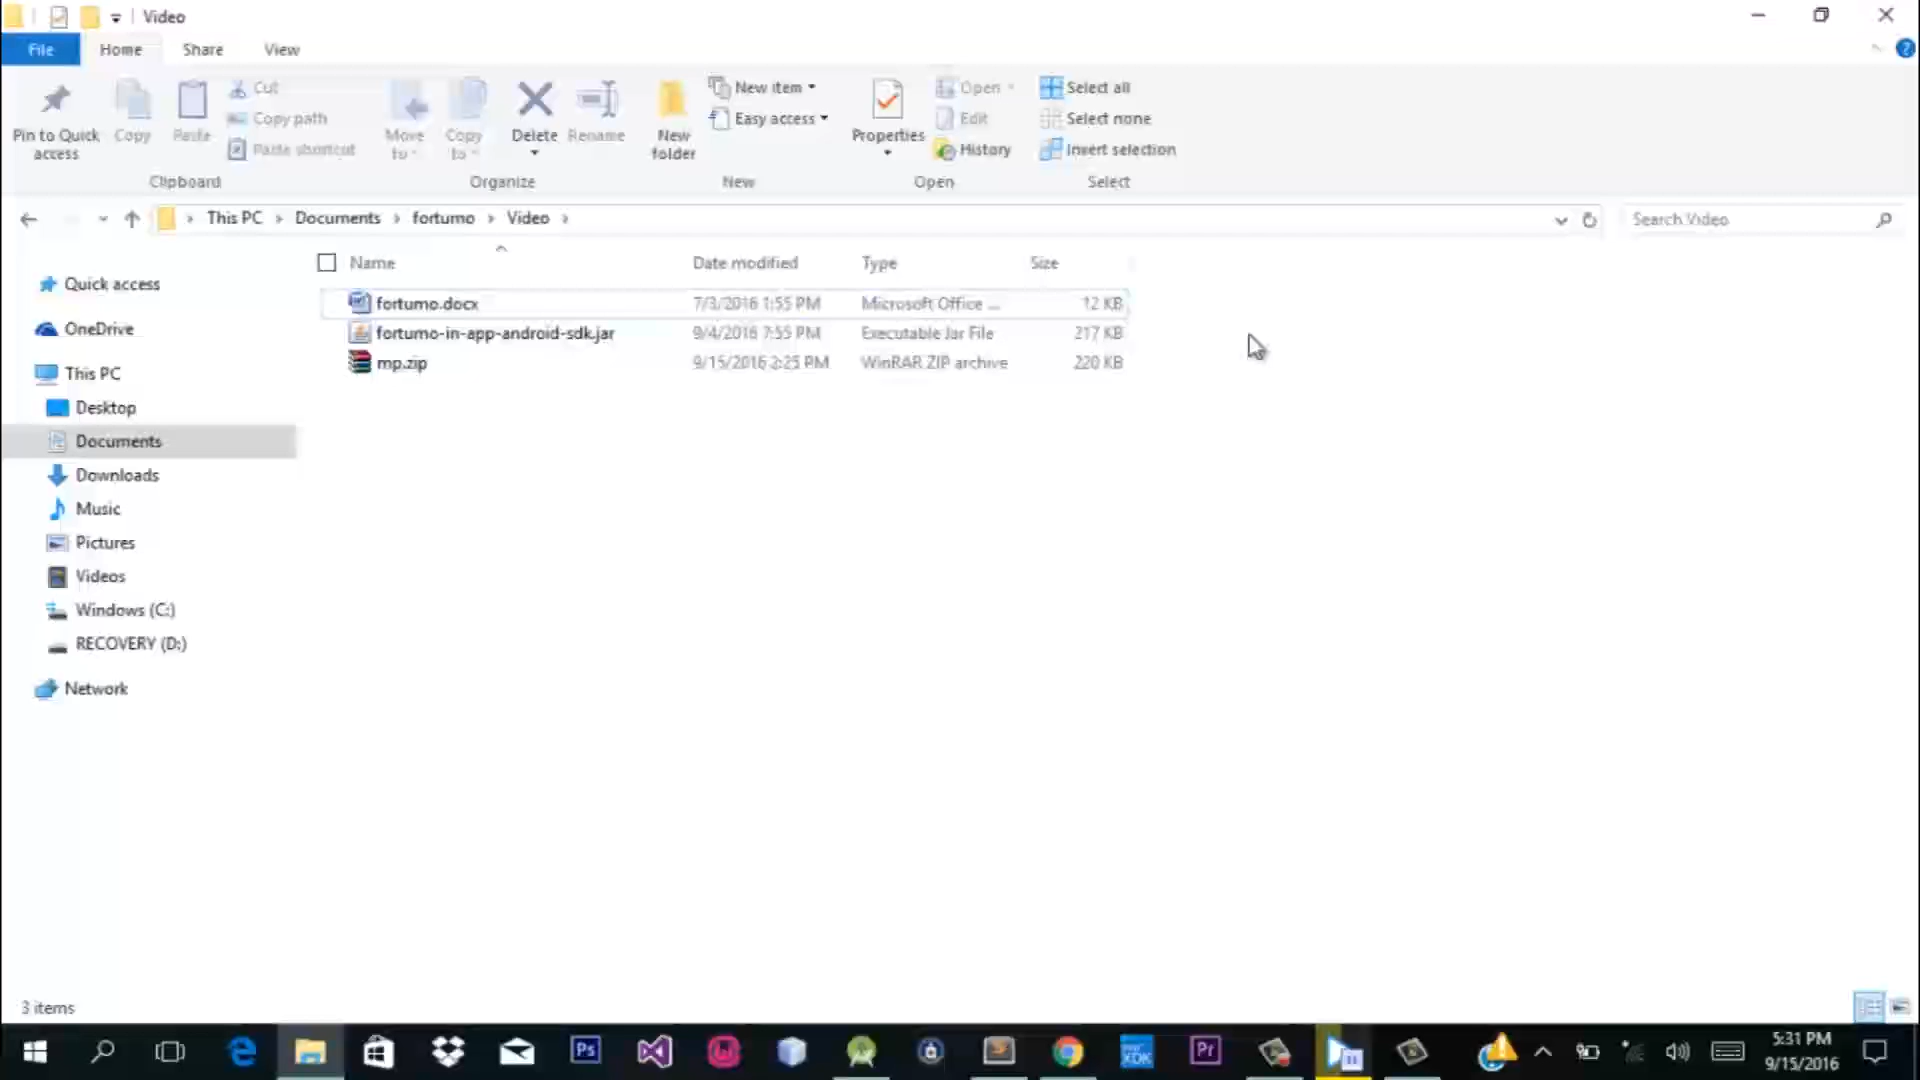 Video
File Home Share View
Pin to Quick access
Copy
Paste
Cut
Copy path
Paste shortcut
Clipboard
Move to
Copy to
Delete
Rename
Organize
New folder
New item
Easy access
New
Properties
Open
Edit
History
Open
Select all
Select none
Invert selection
Select
This PC > Documents > fortumo > Video >
Search Video
Quick access
OneDrive
This PC
Desktop
Documents
Downloads
Music
Pictures
Videos
Windows (C:)
RECOVERY (D:)
Network
Name Date modified Type Size
fortumo.docx 7/3/2016 1:55 PM Microsoft Office ... 12 KB
fortumo-in-app-android-sdk.jar 9/4/2016 7:55 PM Executable Jar File 217 KB
mp.zip 9/15/2016 2:25 PM WinRAR ZIP archive 220 KB
3 items
Ps
XDK
Pr
5:31 PM
9/15/2016